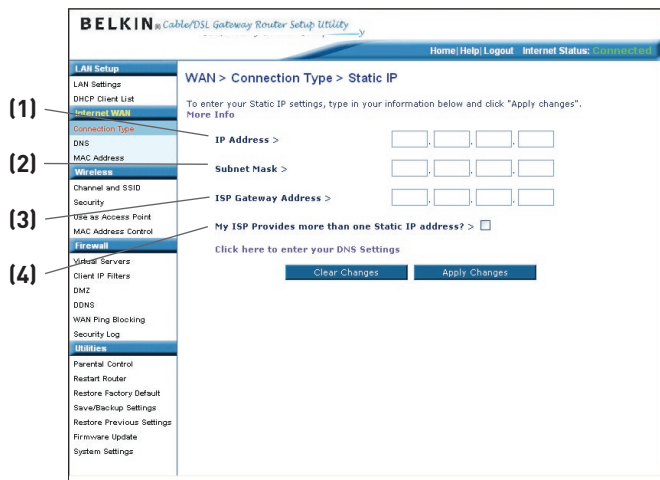 BELKIN® Cable/DSL Gateway Router Setup Utility
Home|Help|Logout Internet Status: Connected
LAN Setup
LAN Settings
DHCP Client List
Internet WAN
Connection Type
DNS
MAC Address
Wireless
Channel and SSID
Security
Use as Access Point
MAC Address Control
Firewall
Virtual Servers
Client IP Filters
DMZ
DDNS
WAN Ping Blocking
Security Log
Utilities
Parental Control
Restart Router
Restore Factory Default
Save/Backup Settings
Restore Previous Settings
Firmware Update
System Settings
WAN > Connection Type > Static IP
To enter your Static IP settings, type in your information below and click "Apply changes".
More Info
(1)
IP Address >
. . .
(2)
Subnet Mask >
. . .
(3)
ISP Gateway Address >
. . .
(4)
My ISP Provides more than one Static IP address? >
Click here to enter your DNS Settings
Clear Changes Apply Changes